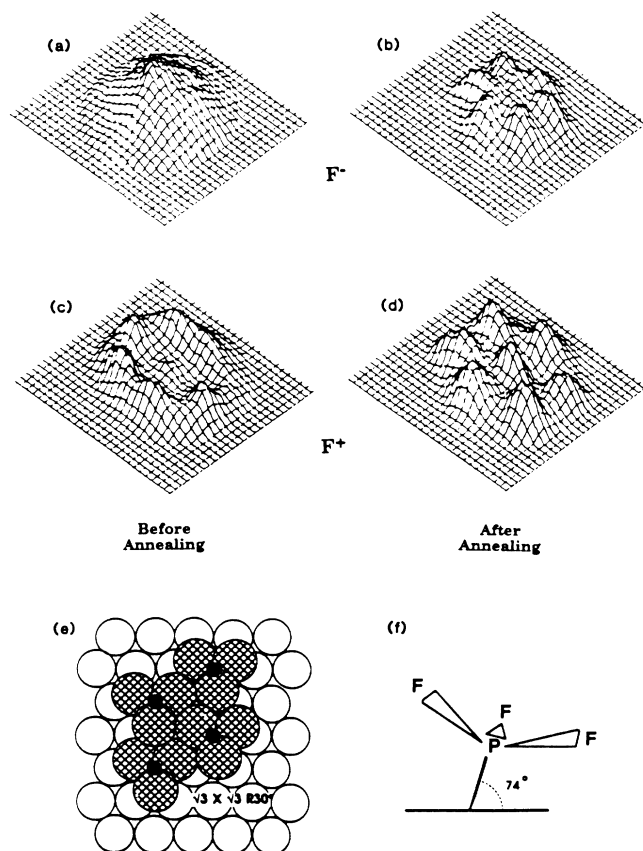 (a)
(b)
F-
(c)
(d)
F+
Before
Annealing
After
Annealing
(e)
(f)
√3 X √3 R30°
F
F
P
F
74°